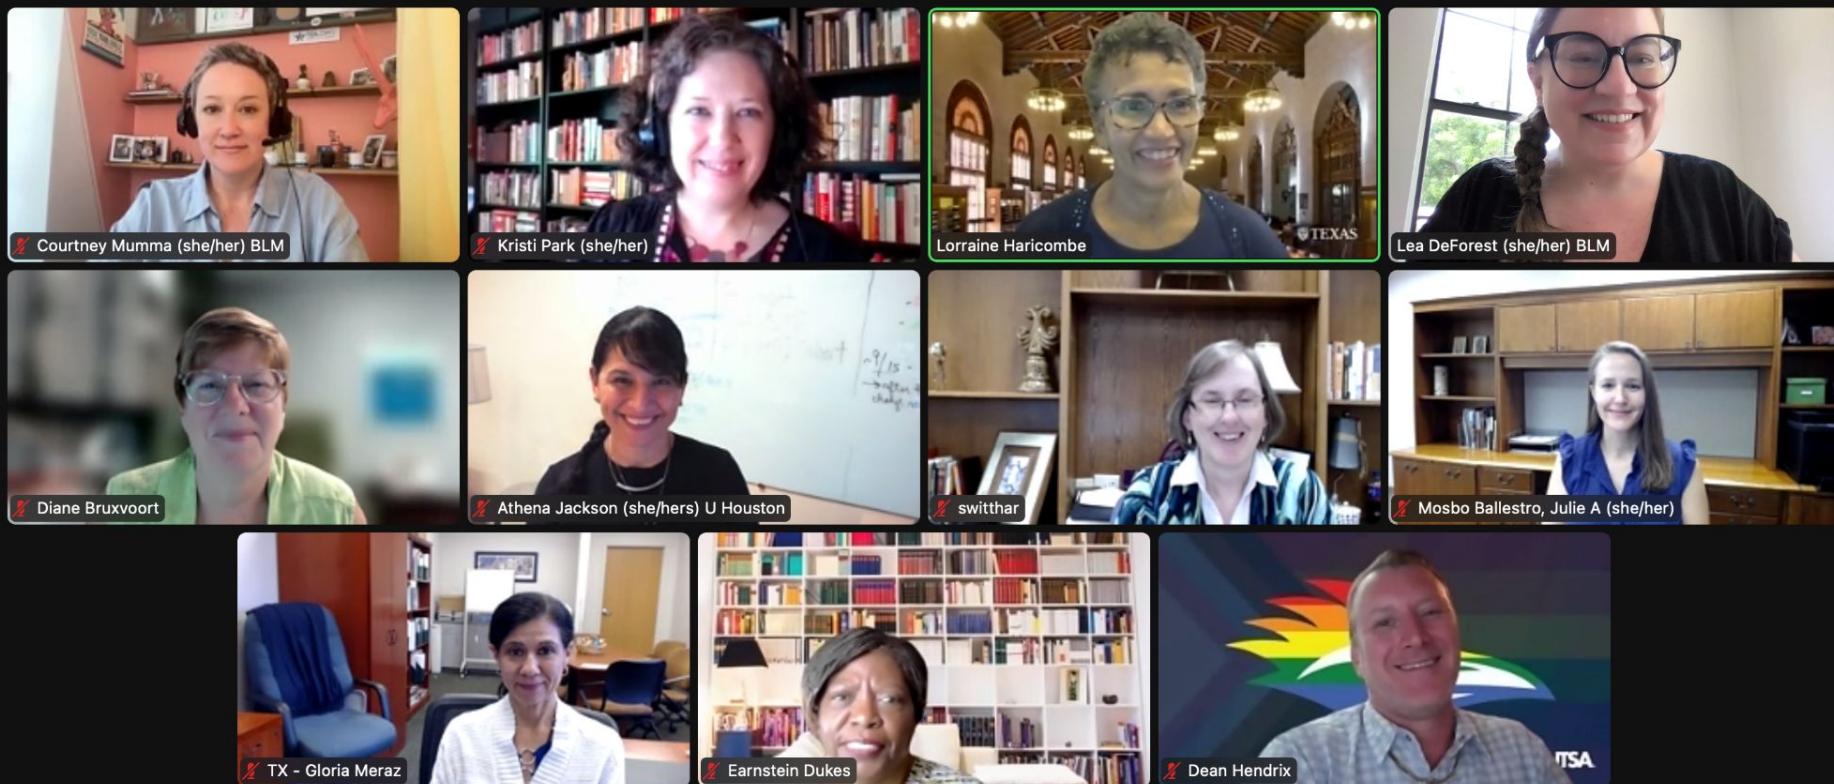 Courtney Mumma (she/her) BLM
Kristi Park (she/her)
TEXAS
Lorraine Haricombe
Lea DeForest (she/her) BLM
Diane Bruxvoort
~9/15 -
Athena Jackson (she/hers) U Houston
switthar
Mosbo Ballestro, Julie A (she/her)
TX - Gloria Meraz
Earnstein Dukes
UTSA
Dean Hendrix